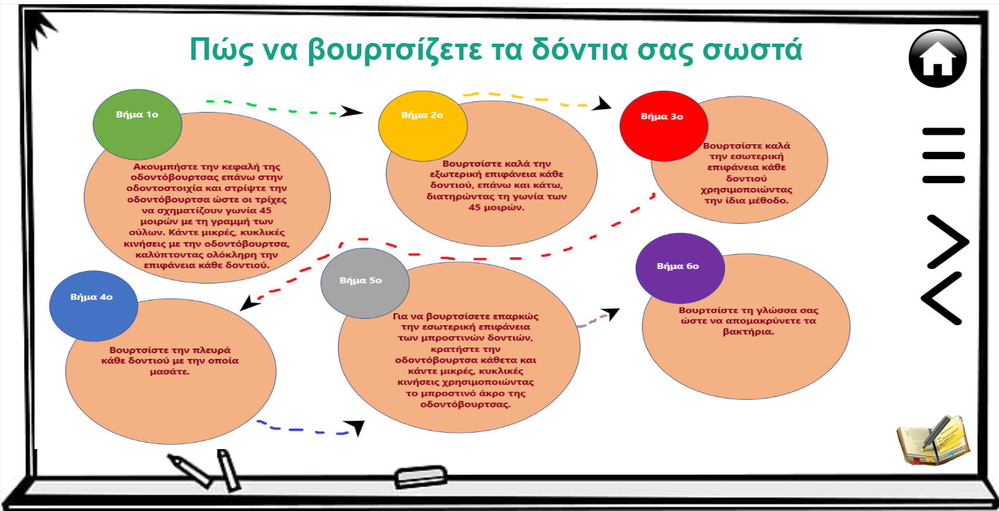 Πώς να βουρτσίζετε τα δόντια σας σωστά
Βήμα 1ο
Ακουμπήστε την κεφαλή της
οδοντόβουρτσας επάνω στην
οδοντοστοιχία και στρίψτε την
οδοντόβουρτσα ώστε οι τρίχες
να σχηματίζουν γωνία 45
μοιρών με τη γραμμή των
ούλων. Κάντε μικρές, κυκλικές
κινήσεις με την οδοντόβουρτσα,
καλύπτοντας ολόκληρη την
επιφάνεια κάθε δοντιού.
Βήμα 2ο
Βουρτσίστε καλά την
εξωτερική επιφάνεια κάθε
δοντιού, επάνω και κάτω,
διατηρώντας τη γωνία των
45 μοιρών.
Βήμα 3ο
Βουρτσίστε καλά
την εσωτερική
επιφάνεια κάθε
δοντιού
χρησιμοποιώντας
την ίδια μέθοδο.
Βήμα 4ο
Βουρτσίστε την πλευρά
κάθε δοντιού με την οποία
μασάτε.
Βήμα 5ο
Για να βουρτσίσετε επαρκώς
την εσωτερική επιφάνεια
των μπροστινών δοντιών,
κρατήστε την
οδοντόβουρτσα κάθετα και
κάντε μικρές, κυκλικές
κινήσεις χρησιμοποιώντας
το μπροστινό άκρο της
οδοντόβουρτσας.
Βήμα 6ο
Βουρτσίστε τη γλώσσα σας
ώστε να απομακρύνετε τα
βακτήρια.